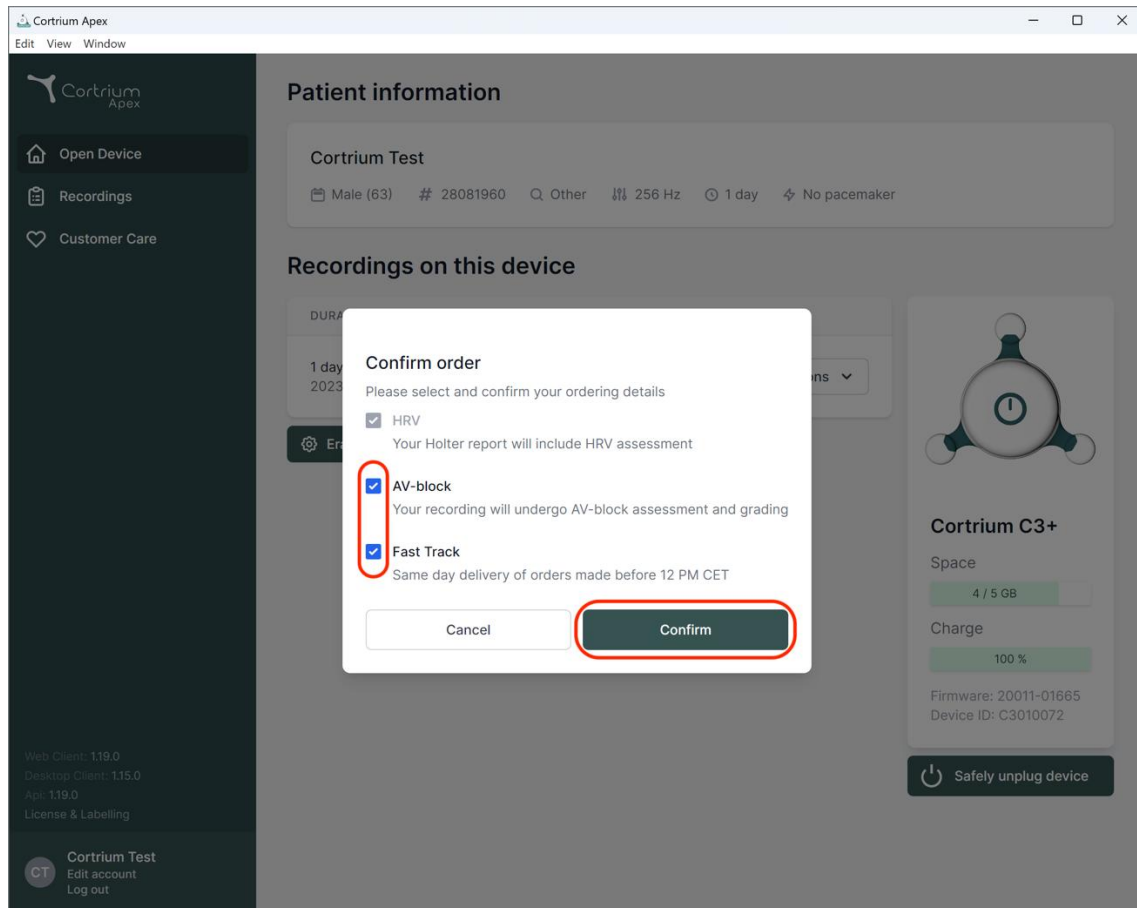 Cortrium Apex
Edit View Window
Cortrium
Apex
Open Device
Recordings
Customer Care
Patient information
Cortrium Test
Male (63) # 28081960 Other 256 Hz 1 day No pacemaker
Recordings on this device
DURA
1 day
2023
ons
Era
Confirm order
Please select and confirm your ordering details
HRV
Your Holter report will include HRV assessment
AV-block
Your recording will undergo AV-block assessment and grading
Fast Track
Same day delivery of orders made before 12 PM CET
Cancel Confirm
Cortrium C3+
Space
4 / 5 GB
Charge
100 %
Firmware: 20011-01665
Device ID: C3010072
Safely unplug device
Web Client: 1.19.0
Desktop Client: 1.15.0
Api: 1.19.0
License & Labelling
CT
Cortrium Test
Edit account
Log out